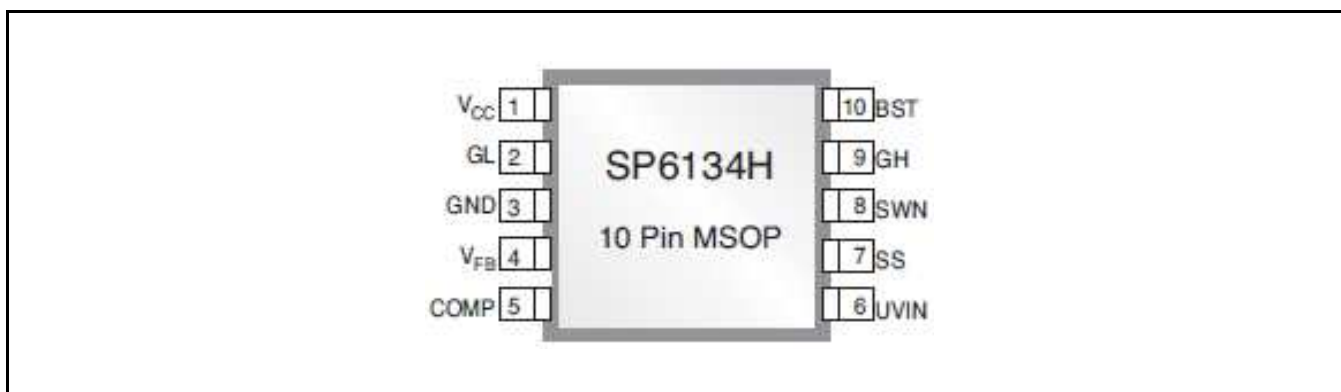 V_CC 1
GL 2
GND 3
V_FB 4
COMP 5
SP6134H
10 Pin MSOP
10 BST
9 GH
8 SWN
7 SS
6 UVIN